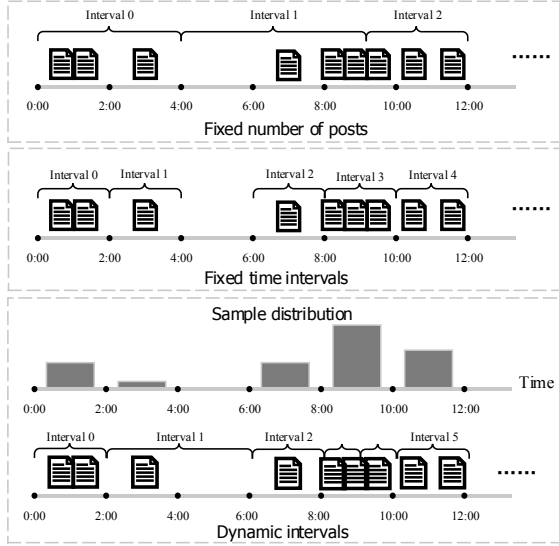 Interval 0 Interval 1 Interval 2
......
0:00 2:00 4:00 6:00 8:00 10:00 12:00
Fixed number of posts
Interval 0 Interval 1 Interval 2 Interval 3 Interval 4
......
0:00 2:00 4:00 6:00 8:00 10:00 12:00
Fixed time intervals
Sample distribution
Time
0:00 2:00 4:00 6:00 8:00 10:00 12:00
Interval 0 Interval 1 Interval 2 Interval 5
......
0:00 2:00 4:00 6:00 8:00 10:00 12:00
Dynamic intervals